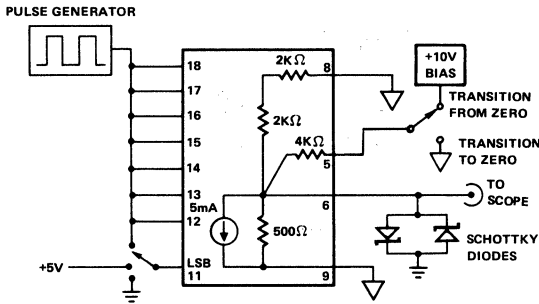 PULSE GENERATOR
18
17
16
15
14
13
12
LSB
11
+5V
5mA
2KΩ
8
2KΩ
4KΩ
5
6
500Ω
9
+10V
BIAS
TRANSITION
FROM ZERO
TRANSITION
TO ZERO
TO
SCOPE
SCHOTTKY
DIODES